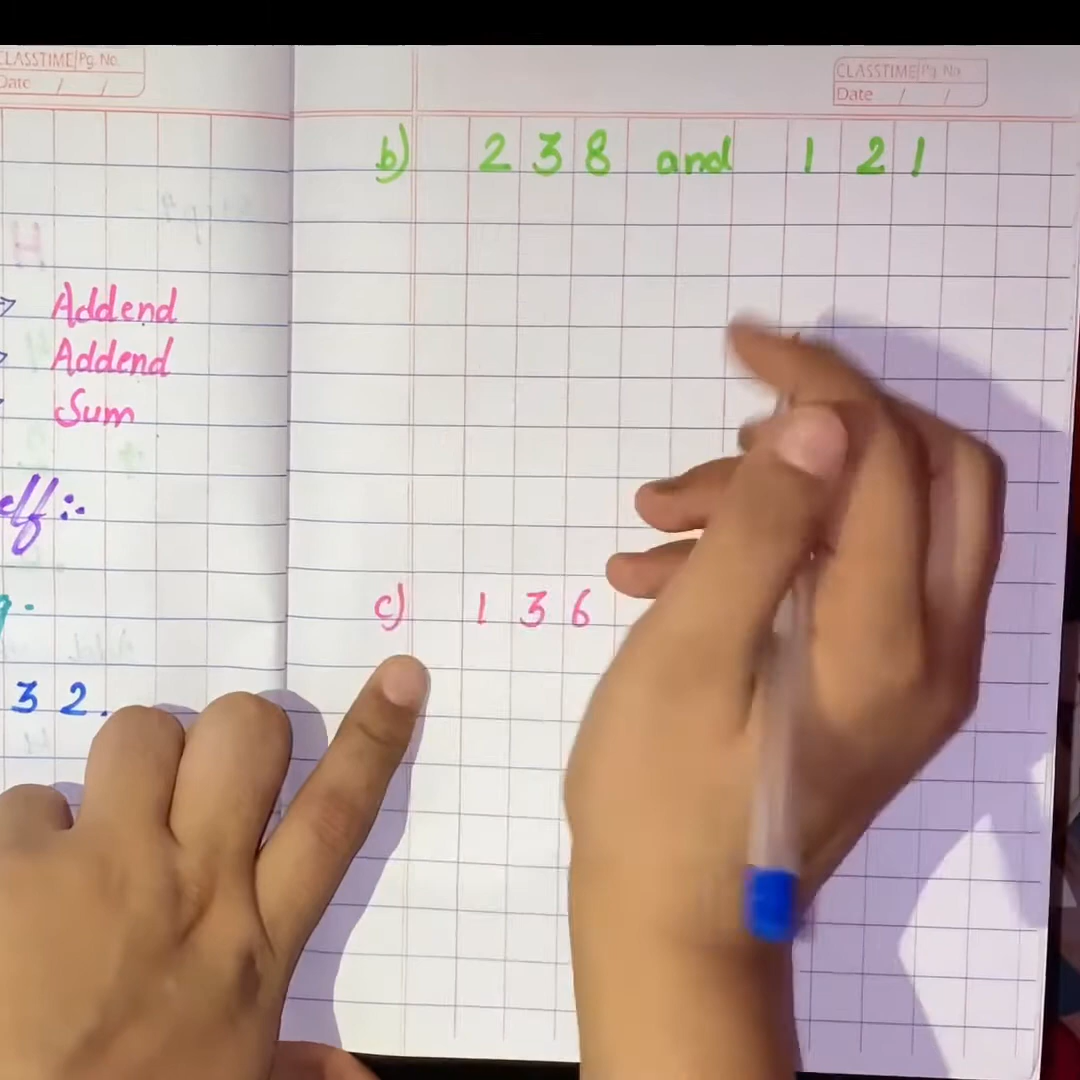 CLASSTIME Pg. No.
Date / /
Addend
Addend
Sum
3 2.
CLASSTIME Pg. No.
Date / /
b) 2 3 8 and 1 2 1
c) 1 3 6